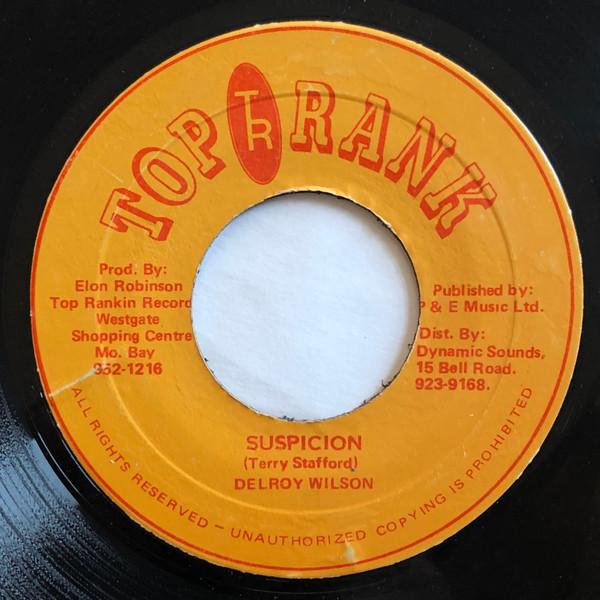 TOP TR RANK
Prod. By:
Elon Robinson
Top Rankin Record
Westgate
Shopping Centre
Mo. Bay
952-1216
Published by:
P & E Music Ltd.
Dist. By:
Dynamic Sounds,
15 Bell Road.
923-9168.
SUSPICION
(Terry Stafford)
DELROY WILSON
ALL RIGHTS RESERVED - UNAUTHORIZED COPYING IS PROHIBITED